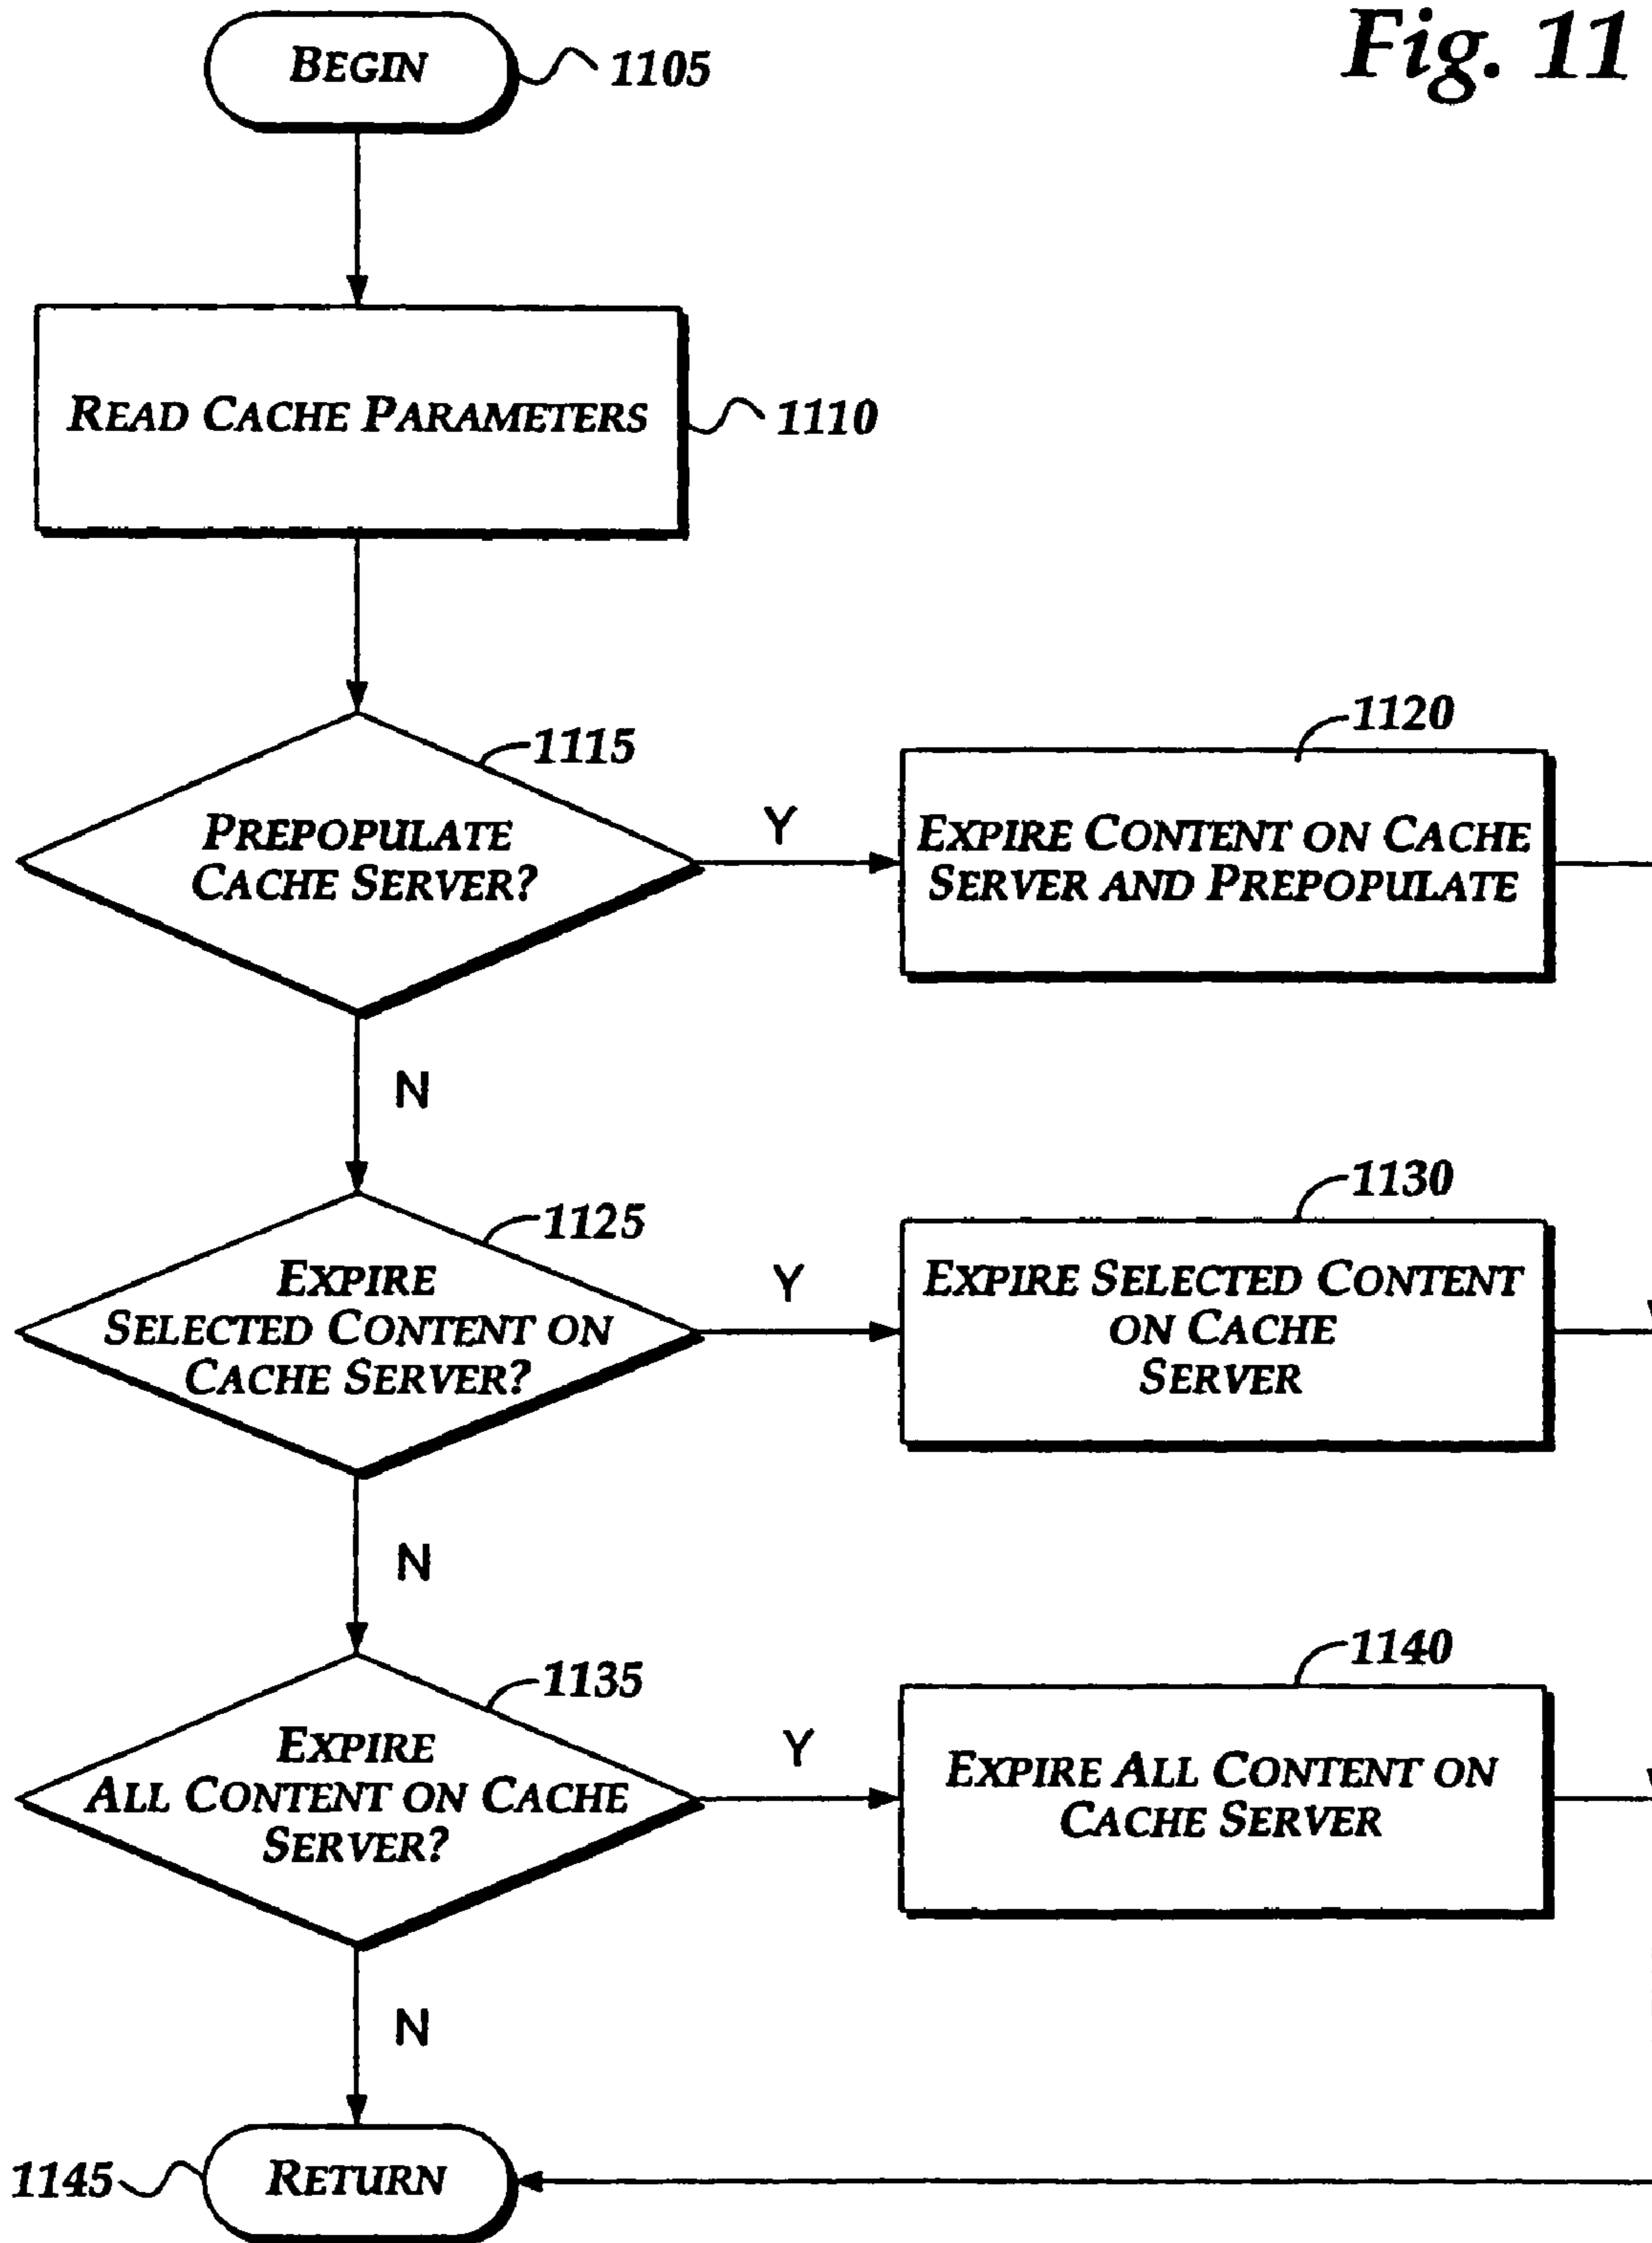 Fig. 11
BEGIN
1105
READ CACHE PARAMETERS
1110
1115
PREPOPULATE
CACHE SERVER?
Y
1120
EXPIRE CONTENT ON CACHE
SERVER AND PREPOPULATE
N
1125
EXPIRE
SELECTED CONTENT ON
CACHE SERVER?
Y
1130
EXPIRE SELECTED CONTENT
ON CACHE
SERVER
N
1135
EXPIRE
ALL CONTENT ON CACHE
SERVER?
Y
1140
EXPIRE ALL CONTENT ON
CACHE SERVER
N
1145
RETURN